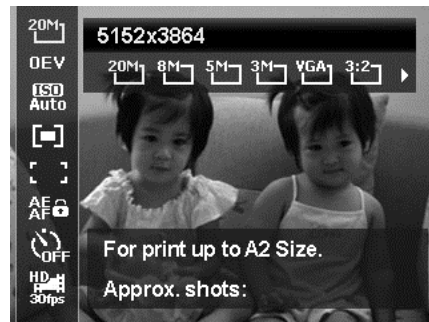 20M
5152x3864
0EV
20M 8M 5M 3M VGA 3:2
ISO
Auto
AE
AF
OFF
For print up to A2 Size.
HD
30fps
Approx. shots: